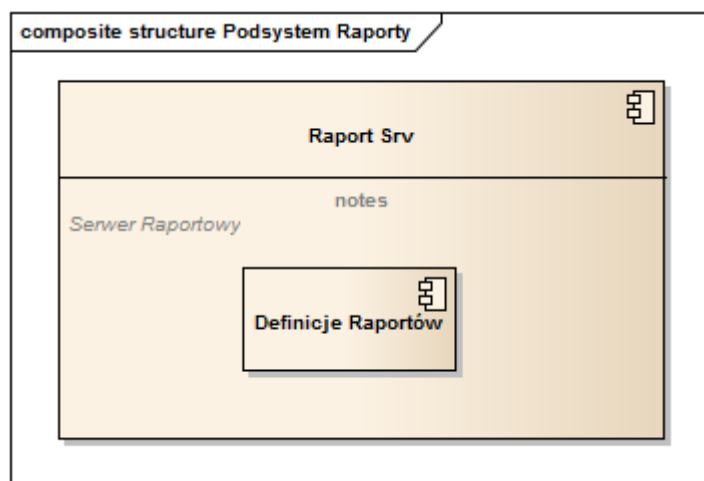 composite structure Podsystem Raporty
Raport Srv
notes
Serwer Raportowy
Definicje Raportów